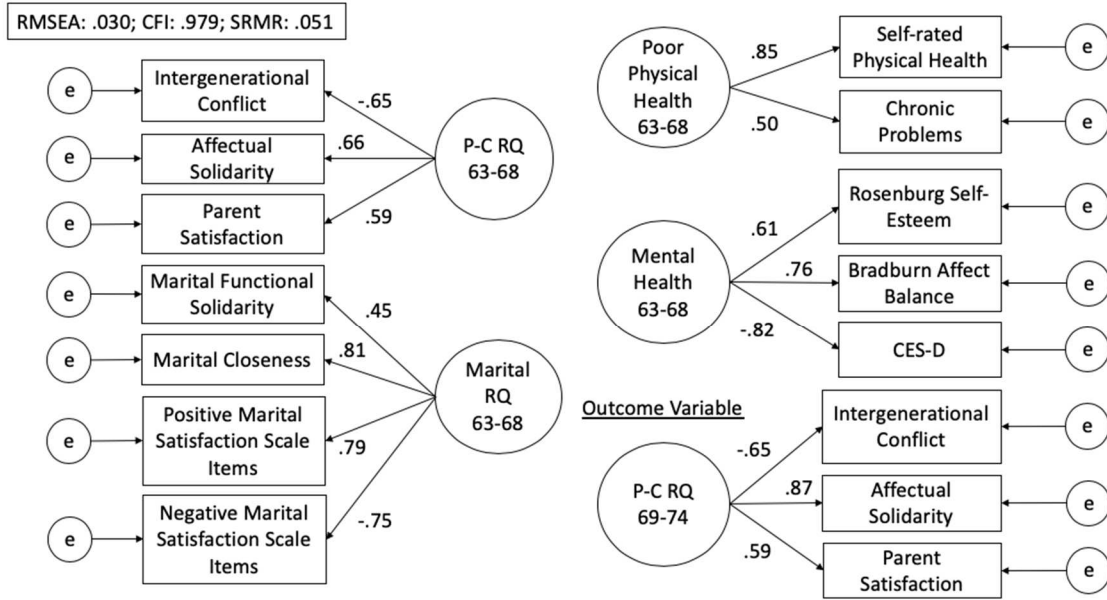 RMSEA: .030; CFI: .979; SRMR: .051
e
Intergenerational
Conflict
-.65
e
Affectual
Solidarity
.66
P-C RQ
63-68
e
Parent
Satisfaction
.59
e
Marital Functional
Solidarity
.45
e
Marital Closeness
.81
Marital
RQ
63-68
e
Positive Marital
Satisfaction Scale
Items
.79
e
Negative Marital
Satisfaction Scale
Items
-.75
Poor
Physical
Health
63-68
.85
Self-rated
Physical Health
e
.50
Chronic
Problems
e
Mental
Health
63-68
.61
Rosenburg Self-
Esteem
e
.76
Bradburn Affect
Balance
e
-.82
CES-D
e
Outcome Variable
P-C RQ
69-74
-.65
Intergenerational
Conflict
e
.87
Affectual
Solidarity
e
.59
Parent
Satisfaction
e